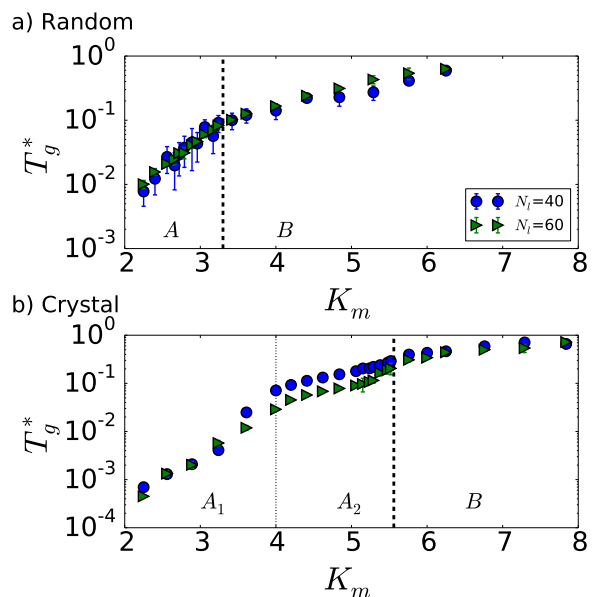 a) Random
10^0
10^-1
10^-2
10^-3
T_g^*
A
B
N_l=40
N_l=60
2 3 4 5 6 7 8
K_m
b) Crystal
10^0
10^-1
10^-2
10^-3
10^-4
T_g^*
A_1
A_2
B
2 3 4 5 6 7 8
K_m